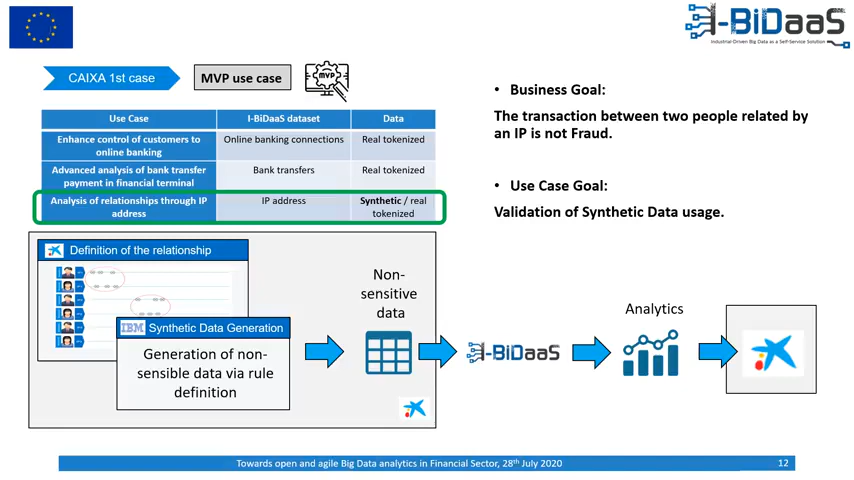 I-BiDaaS
Industrial-Driven Big Data as a Self-Service Solution
CAIXA 1st case
MVP use case
MVP
Use Case I-BiDaaS dataset Data
Enhance control of customers to
online banking
Online banking connections
Real tokenized
Advanced analysis of bank transfer
payment in financial terminal
Bank transfers
Real tokenized
Analysis of relationships through IP
address
IP address
Synthetic / real
tokenized
• Business Goal:
The transaction between two people related by
an IP is not Fraud.
• Use Case Goal:
Validation of Synthetic Data usage.
Definition of the relationship
IBM Synthetic Data Generation
Generation of non-
sensible data via rule
definition
Non-
sensitive
data
I-BiDaaS
Analytics
Towards open and agile Big Data analytics in Financial Sector, 28th July 2020
12